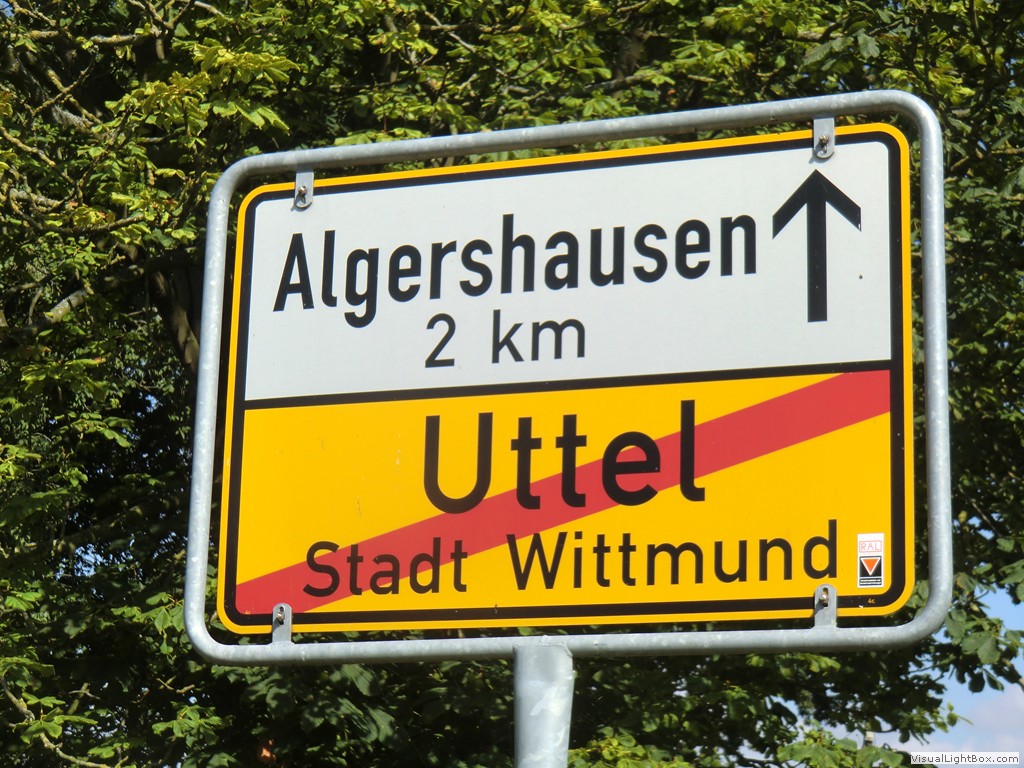 Algershausen
2 km
Uttel
Stadt Wittmund
RAL
VisualLightBox.com